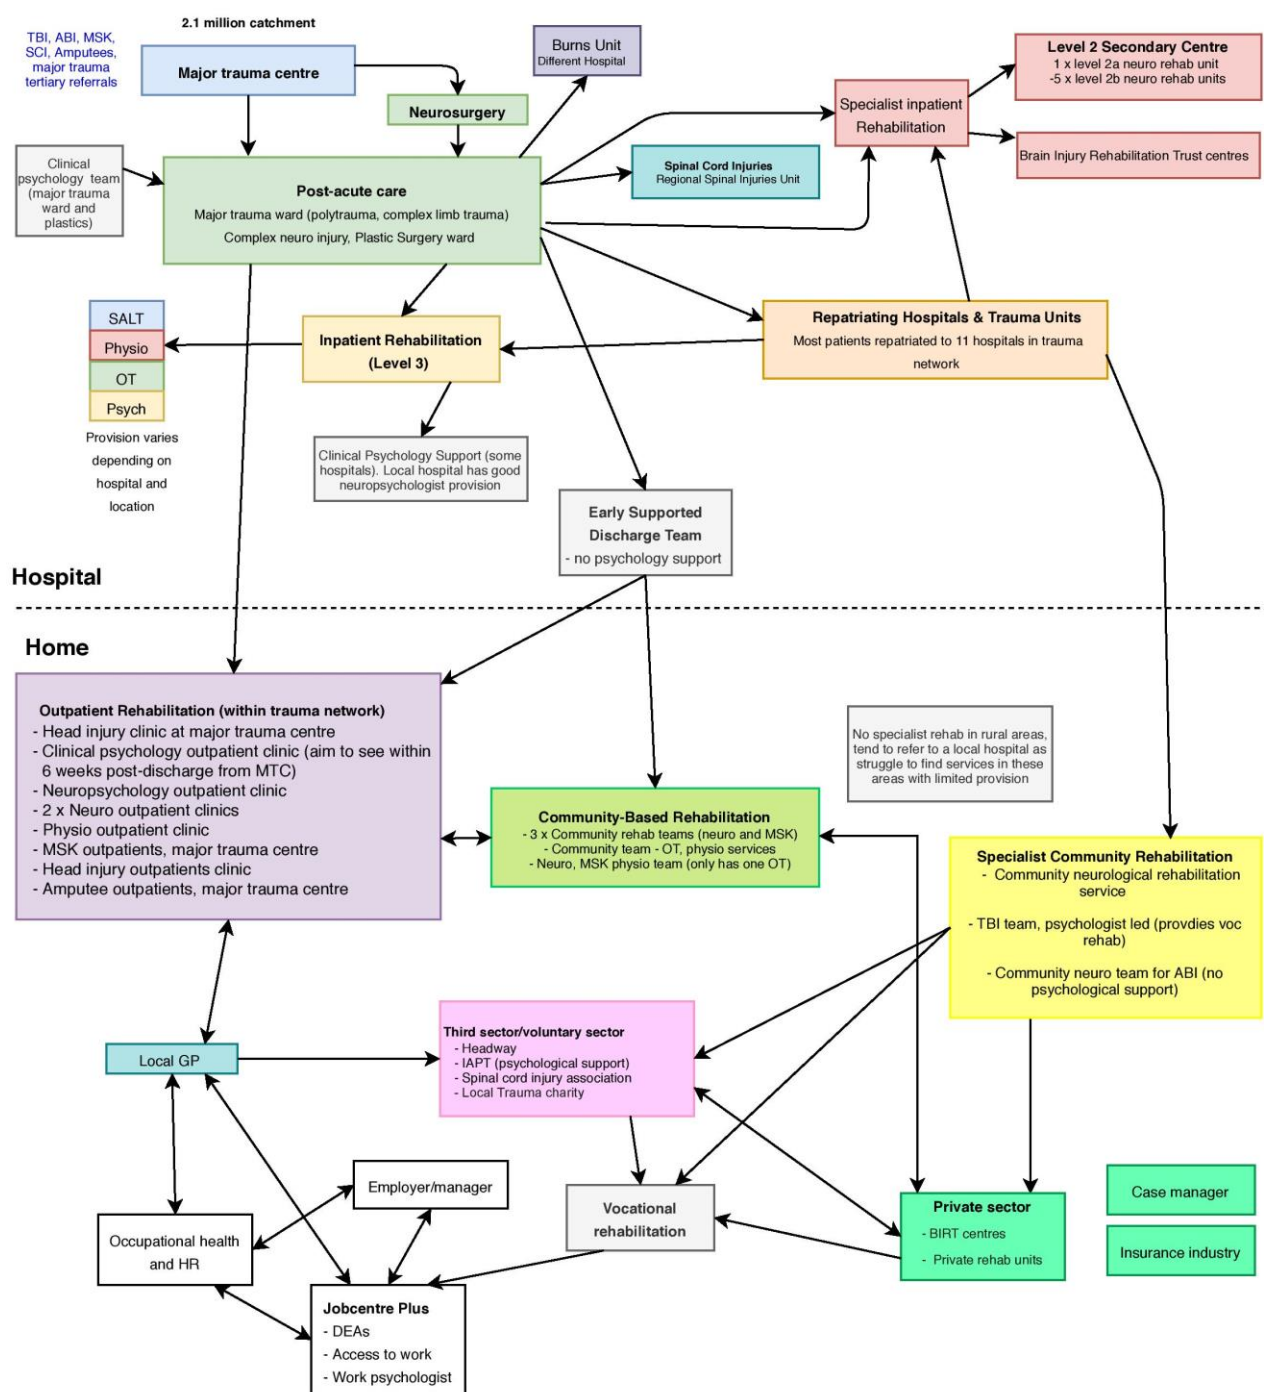 2.1 million catchment
TBI, ABI, MSK,
SCI, Amputees,
major trauma
tertiary referrals
Major trauma centre
Neurosurgery
Burns Unit
Different Hospital
Level 2 Secondary Centre
1 x level 2a neuro rehab unit
-5 x level 2b neuro rehab units
Specialist inpatient
Rehabilitation
Brain Injury Rehabilitation Trust centres
Clinical
psychology team
(major trauma
ward and
plastics)
Post-acute care
Major trauma ward (polytrauma, complex limb trauma)
Complex neuro injury, Plastic Surgery ward
Spinal Cord Injuries
Regional Spinal Injuries Unit
SALT
Physio
OT
Psych
Provision varies
depending on
hospital and
location
Inpatient Rehabilitation
(Level 3)
Repatriating Hospitals & Trauma Units
Most patients repatriated to 11 hospitals in trauma
network
Clinical Psychology Support (some
hospitals). Local hospital has good
neuropsychologist provision
Early Supported
Discharge Team
- no psychology support
Hospital
Home
Outpatient Rehabilitation (within trauma network)
- Head injury clinic at major trauma centre
- Clinical psychology outpatient clinic (aim to see within
6 weeks post-discharge from MTC)
- Neuropsychology outpatient clinic
- 2 x Neuro outpatient clinics
- Physio outpatient clinic
- MSK outpatients, major trauma centre
- Head injury outpatients clinic
- Amputee outpatients, major trauma centre
No specialist rehab in rural areas,
tend to refer to a local hospital as
struggle to find services in these
areas with limited provision
Community-Based Rehabilitation
- 3 x Community rehab teams (neuro and MSK)
- Community team - OT, physio services
- Neuro, MSK physio team (only has one OT)
Specialist Community Rehabilitation
- Community neurological rehabilitation
service
- TBI team, psychologist led (provdies voc
rehab)
- Community neuro team for ABI (no
psychological support)
Local GP
Third sector/voluntary sector
- Headway
- IAPT (psychological support)
- Spinal cord injury association
- Local Trauma charity
Employer/manager
Vocational
rehabilitation
Private sector
- BIRT centres
- Private rehab units
Case manager
Insurance industry
Occupational health
and HR
Jobcentre Plus
- DEAs
- Access to work
- Work psychologist